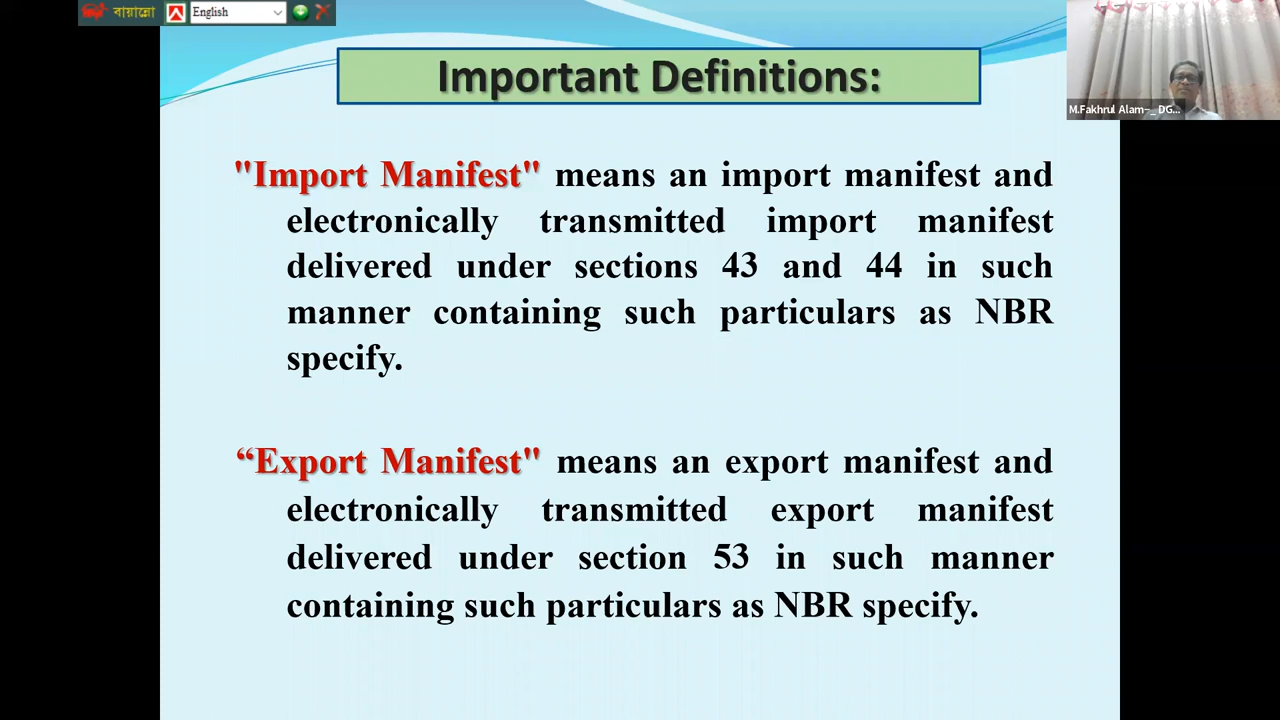 বায়ান্নো English
Important Definitions:
M.Fakhrul Alam--_ DG...
"Import Manifest" means an import manifest and
electronically transmitted import manifest
delivered under sections 43 and 44 in such
manner containing such particulars as NBR
specify.
“Export Manifest" means an export manifest and
electronically transmitted export manifest
delivered under section 53 in such manner
containing such particulars as NBR specify.